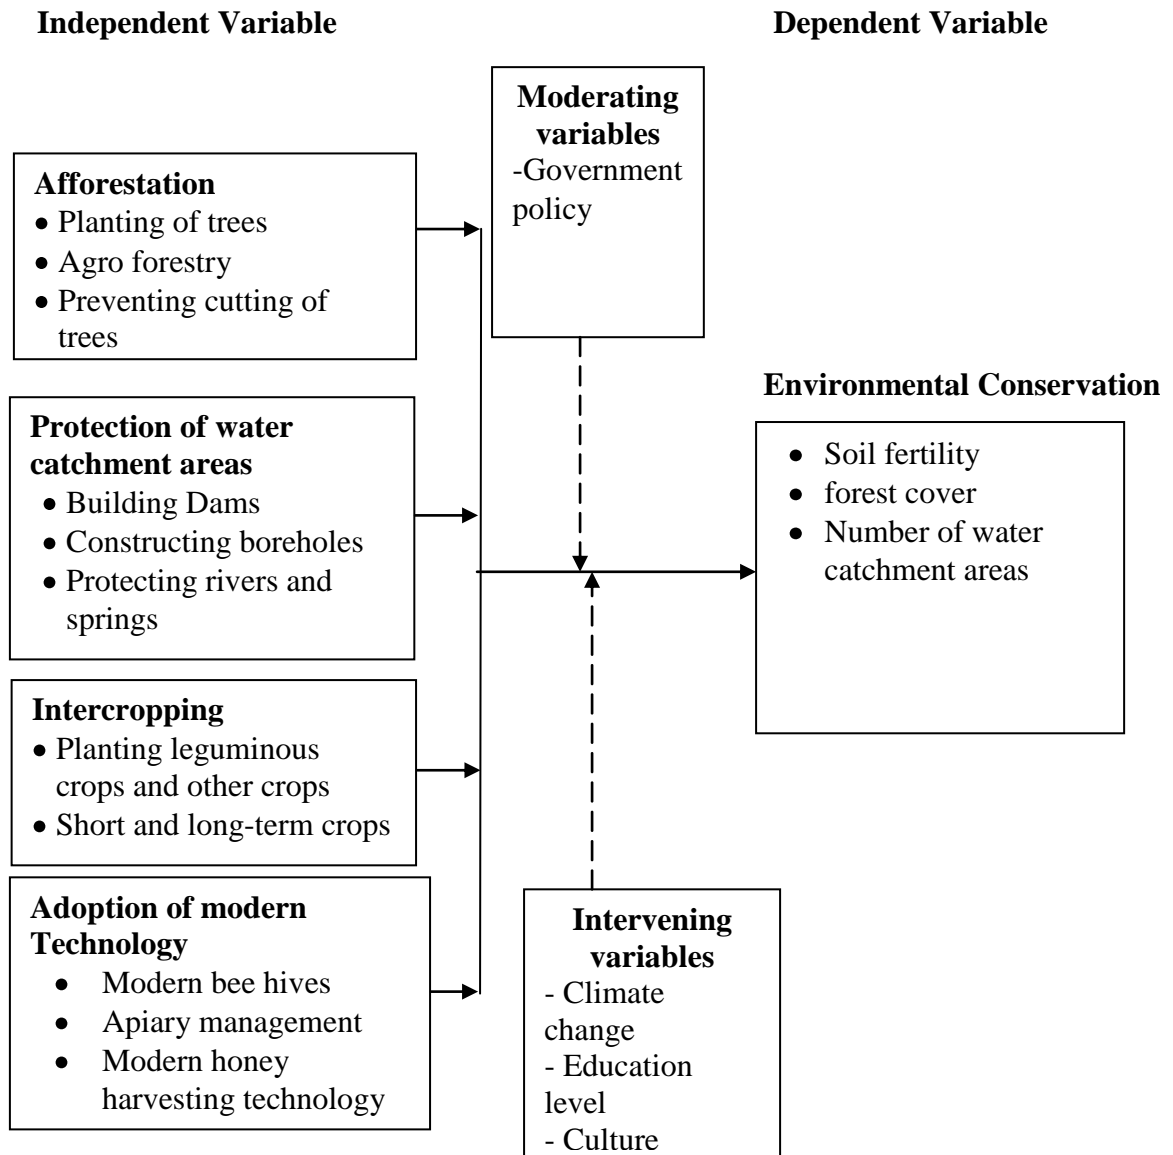 Independent Variable
Dependent Variable
Moderating
variables
-Government
policy
Afforestation
• Planting of trees
• Agro forestry
• Preventing cutting of
trees
Protection of water
catchment areas
• Building Dams
• Constructing boreholes
• Protecting rivers and
springs
Intercropping
• Planting leguminous
crops and other crops
• Short and long-term crops
Adoption of modern
Technology
• Modern bee hives
• Apiary management
• Modern honey
harvesting technology
Environmental Conservation
• Soil fertility
• forest cover
• Number of water
catchment areas
Intervening
variables
- Climate
change
- Education
level
- Culture